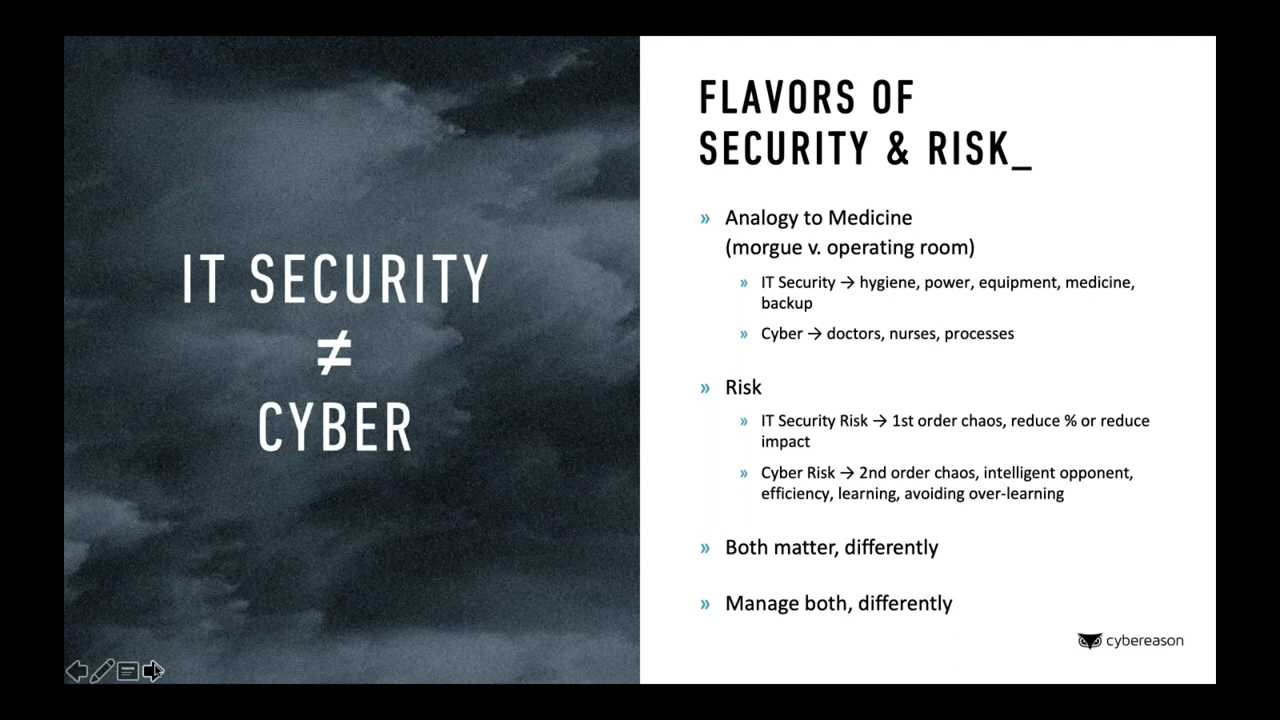 IT SECURITY
≠
CYBER
FLAVORS OF
SECURITY & RISK_
» Analogy to Medicine
(morgue v. operating room)
» IT Security → hygiene, power, equipment, medicine,
backup
» Cyber → doctors, nurses, processes
» Risk
» IT Security Risk → 1st order chaos, reduce % or reduce
impact
» Cyber Risk → 2nd order chaos, intelligent opponent,
efficiency, learning, avoiding over-learning
» Both matter, differently
» Manage both, differently
cybereason